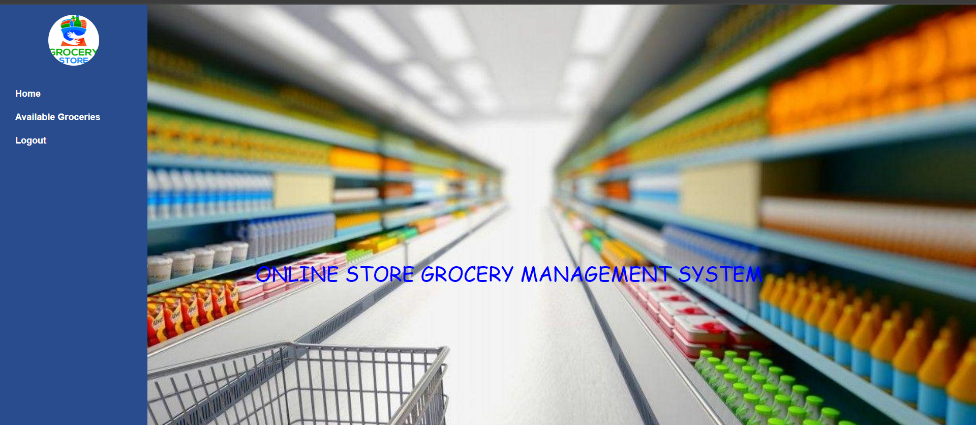 GROCERY
STORE
Home
Available Groceries
Logout
ONLINE STORE GROCERY MANAGEMENT SYSTEM